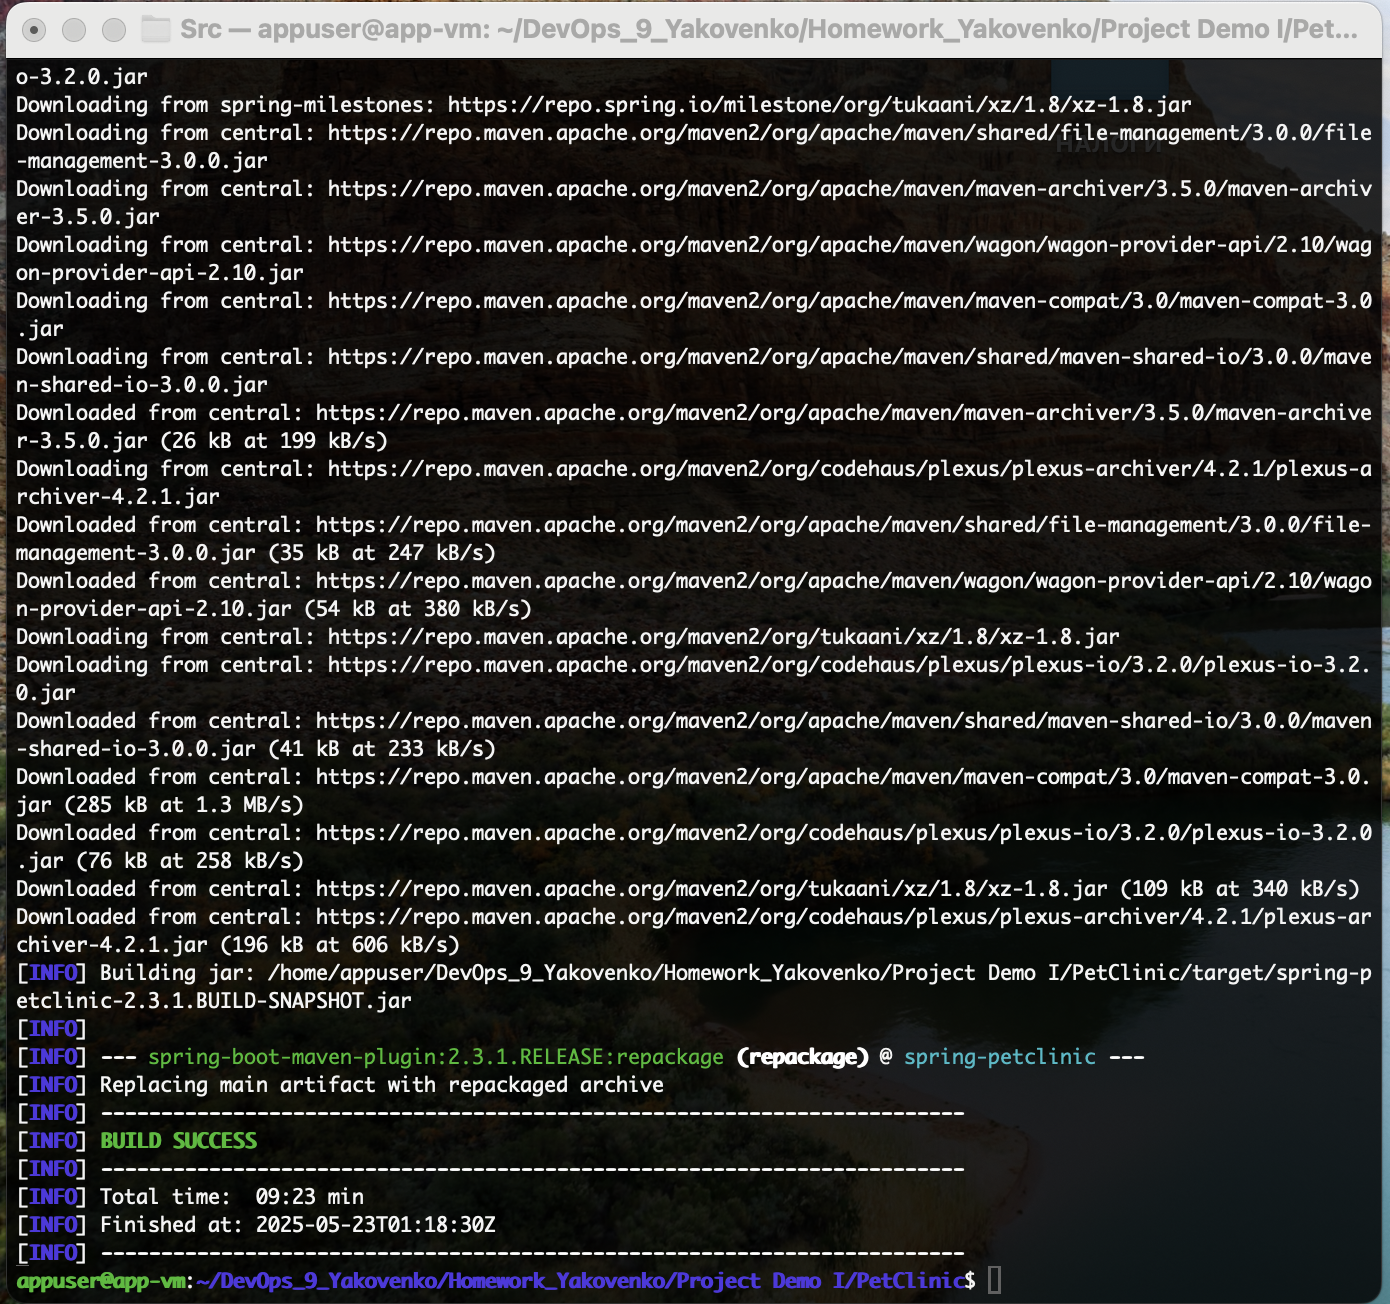 Src — appuser@app-vm: ~/DevOps_9_Yakovenko/Homework_Yakovenko/Project Demo I/Pet...
o-3.2.0.jar
Downloading from spring-milestones: https://repo.spring.io/milestone/org/tukaani/xz/1.8/xz-1.8.jar
Downloading from central: https://repo.maven.apache.org/maven2/org/apache/maven/shared/file-management/3.0.0/file
-management-3.0.0.jar
НАЛОГИ
Downloading from central: https://repo.maven.apache.org/maven2/org/apache/maven/maven-archiver/3.5.0/maven-archiv
er-3.5.0.jar
Downloading from central: https://repo.maven.apache.org/maven2/org/apache/maven/wagon/wagon-provider-api/2.10/wag
on-provider-api-2.10.jar
Downloading from central: https://repo.maven.apache.org/maven2/org/apache/maven/maven-compat/3.0/maven-compat-3.0
.jar
Downloading from central: https://repo.maven.apache.org/maven2/org/apache/maven/shared/maven-shared-io/3.0.0/mave
n-shared-io-3.0.0.jar
Downloaded from central: https://repo.maven.apache.org/maven2/org/apache/maven/maven-archiver/3.5.0/maven-archive
r-3.5.0.jar (26 kB at 199 kB/s)
Downloading from central: https://repo.maven.apache.org/maven2/org/codehaus/plexus/plexus-archiver/4.2.1/plexus-a
rchiver-4.2.1.jar
Downloaded from central: https://repo.maven.apache.org/maven2/org/apache/maven/shared/file-management/3.0.0/file-
management-3.0.0.jar (35 kB at 247 kB/s)
Downloaded from central: https://repo.maven.apache.org/maven2/org/apache/maven/wagon/wagon-provider-api/2.10/wago
n-provider-api-2.10.jar (54 kB at 380 kB/s)
Downloading from central: https://repo.maven.apache.org/maven2/org/tukaani/xz/1.8/xz-1.8.jar
Downloading from central: https://repo.maven.apache.org/maven2/org/codehaus/plexus/plexus-io/3.2.0/plexus-io-3.2.
0.jar
Downloaded from central: https://repo.maven.apache.org/maven2/org/apache/maven/shared/maven-shared-io/3.0.0/maven
-shared-io-3.0.0.jar (41 kB at 233 kB/s)
Downloaded from central: https://repo.maven.apache.org/maven2/org/apache/maven/maven-compat/3.0/maven-compat-3.0.
jar (285 kB at 1.3 MB/s)
Downloaded from central: https://repo.maven.apache.org/maven2/org/codehaus/plexus/plexus-io/3.2.0/plexus-io-3.2.0
.jar (76 kB at 258 kB/s)
Downloaded from central: https://repo.maven.apache.org/maven2/org/tukaani/xz/1.8/xz-1.8.jar (109 kB at 340 kB/s)
Downloaded from central: https://repo.maven.apache.org/maven2/org/codehaus/plexus/plexus-archiver/4.2.1/plexus-ar
chiver-4.2.1.jar (196 kB at 606 kB/s)
[INFO] Building jar: /home/appuser/DevOps_9_Yakovenko/Homework_Yakovenko/Project Demo I/PetClinic/target/spring-p
etclinic-2.3.1.BUILD-SNAPSHOT.jar
[INFO]
[INFO] --- spring-boot-maven-plugin:2.3.1.RELEASE:repackage (repackage) @ spring-petclinic ---
[INFO] Replacing main artifact with repackaged archive
[INFO] ------------------------------------------------------------------------
[INFO] BUILD SUCCESS
[INFO] ------------------------------------------------------------------------
[INFO] Total time:  09:23 min
[INFO] Finished at: 2025-05-23T01:18:30Z
[INFO] ------------------------------------------------------------------------
appuser@app-vm:~/DevOps_9_Yakovenko/Homework_Yakovenko/Project Demo I/PetClinic$